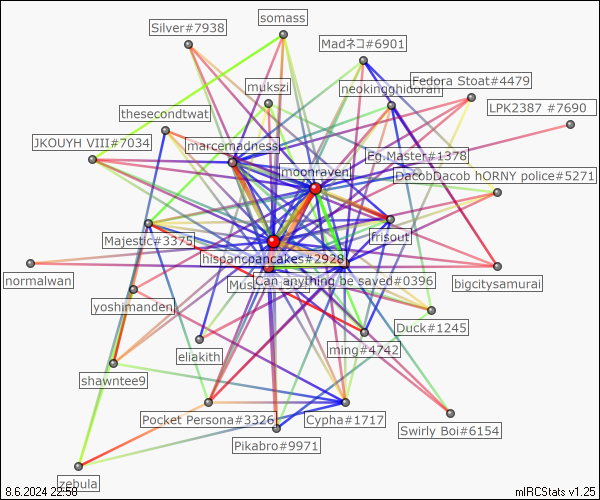 somass
Silver#7938
Madネコ#6901
Fedora Stoat#4479
mukszi
neokingghidorah
LPK2387 #7690
thesecondtwat
JKOUYH VIII#7034
marcemadness
Eg.Master#1378
moonraven
DacobDacob hORNY police#5271
Majestic#3375
frisout
hispancpancakes#2928
normalwan
Can anything be saved#0396
bigcitysamurai
yoshimanden
Duck#1245
eliakith
ming#4742
shawntee9
Pocket Persona#3326
Cypha#1717
Swirly Boi#6154
Pikabro#9971
zebula
8.6.2024 22:58
mIRCStats v1.25